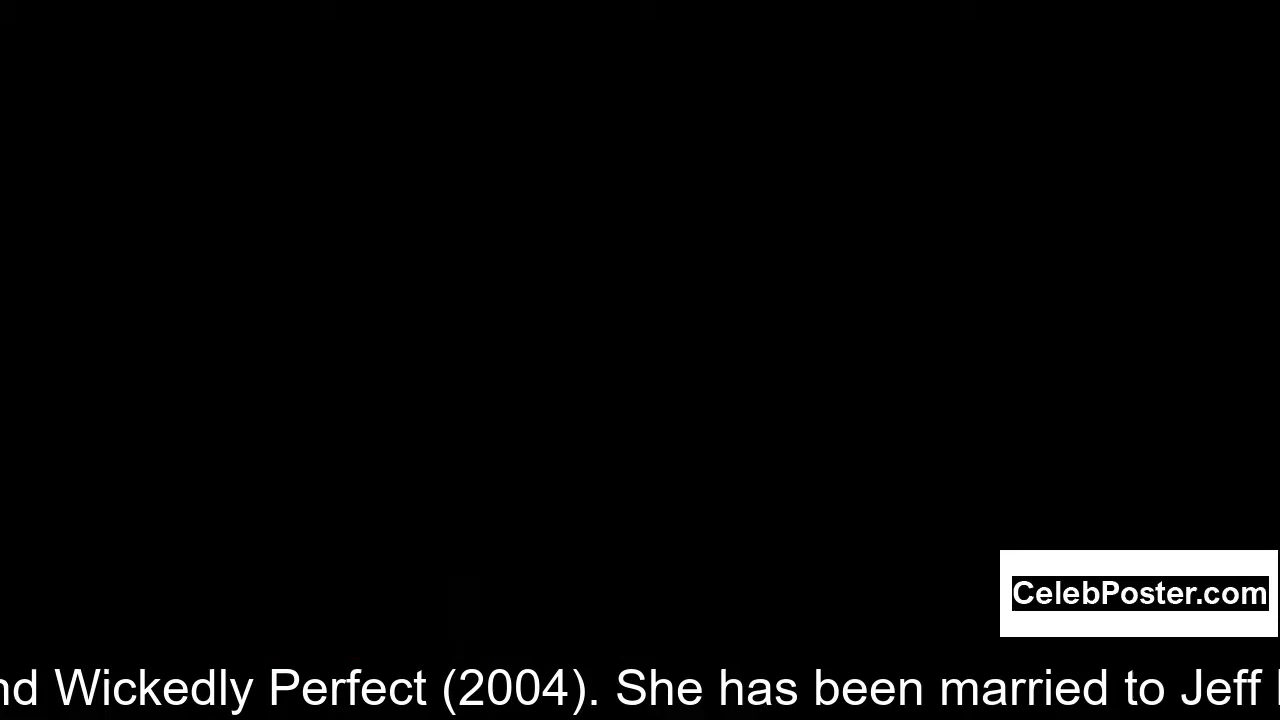 CelebPoster.com
nd Wickedly Perfect (2004). She has been married to Jeff